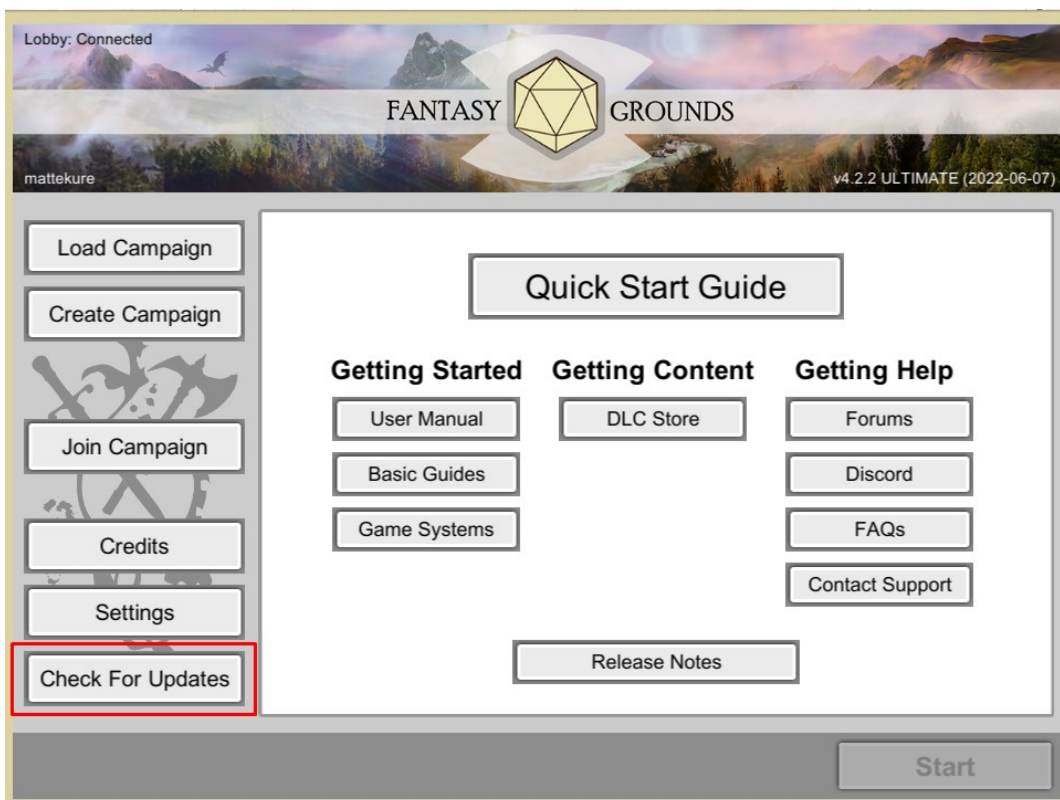 Lobby: Connected
FANTASY GROUNDS
mattekure
v4.2.2 ULTIMATE (2022-06-07)
Load Campaign
Create Campaign
Join Campaign
Credits
Settings
Check For Updates
Quick Start Guide
Getting Started Getting Content Getting Help
User Manual DLC Store Forums
Basic Guides Discord
Game Systems FAQs
Contact Support
Release Notes
Start